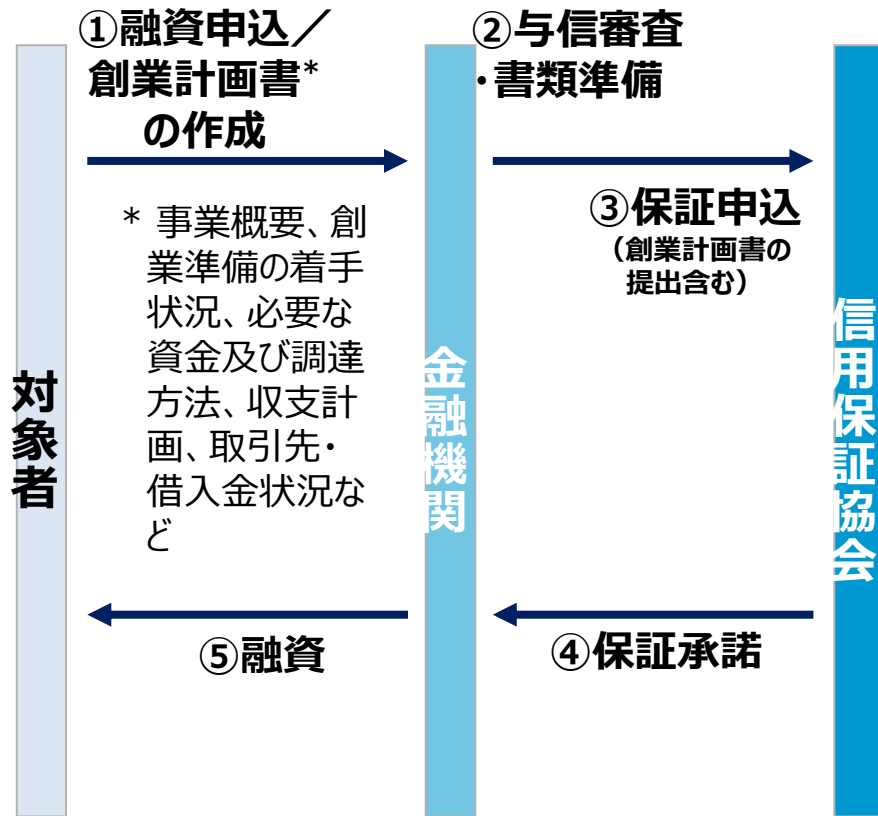 ①融資申込／
創業計画書*
の作成
②与信審査
・書類準備
* 事業概要、創
業準備の着手
状況、必要な
資金及び調達
方法、収支計
画、取引先・
借入金状況な
ど
③保証申込
（創業計画書の
提出含む）
対象者
金融機関
信用保証協会
④保証承諾
⑤融資